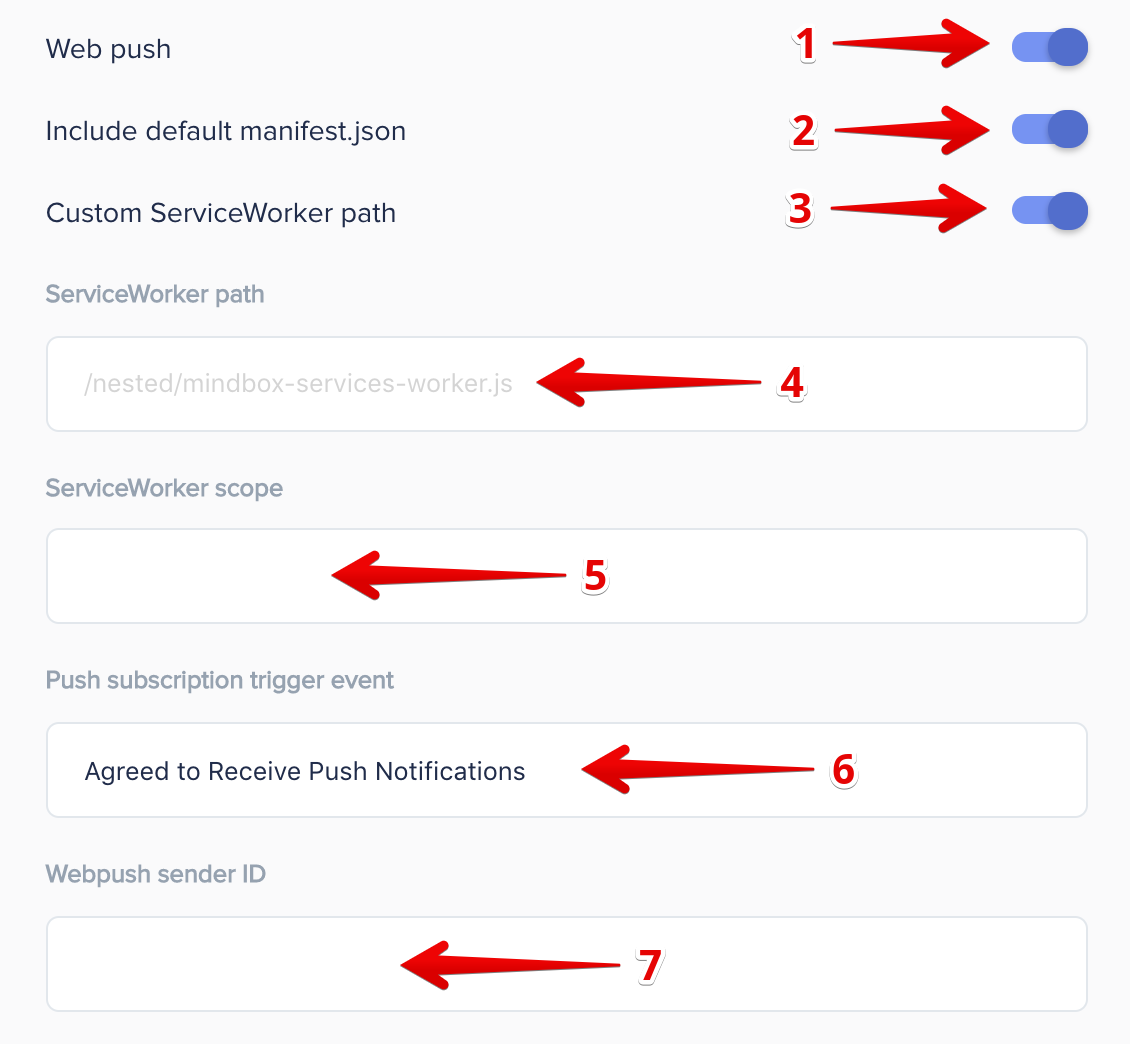 Web push 1
Include default manifest.json 2
Custom ServiceWorker path 3
ServiceWorker path
/nested/mindbox-services-worker.js 4
ServiceWorker scope
5
Push subscription trigger event
Agreed to Receive Push Notifications 6
Webpush sender ID
7